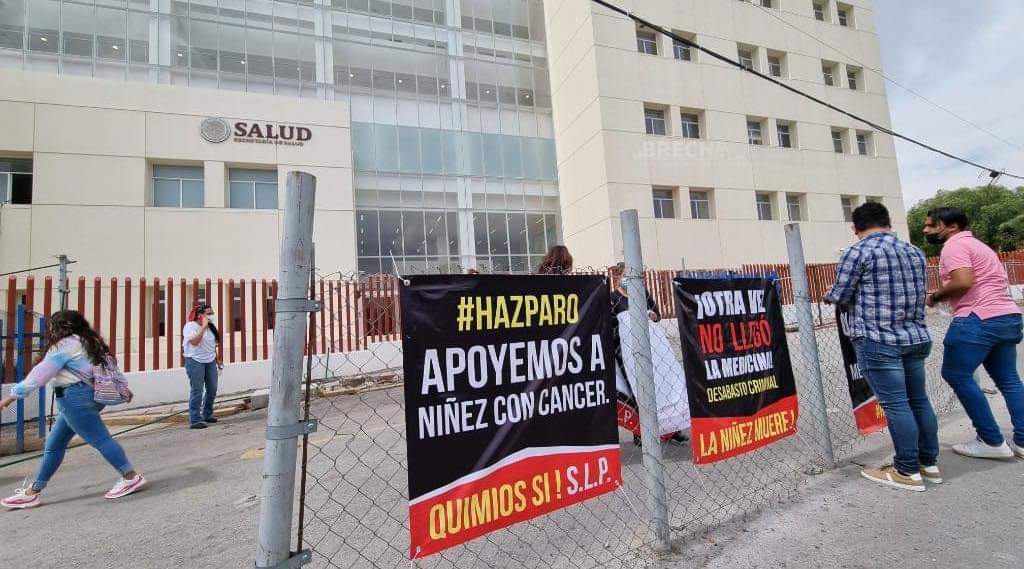 SALUD
SECRETARÍA DE SALUD
BRECHA
#HAZPARO
APOYEMOS A
NIÑEZ CON CANCER.
QUIMIOS SI ! S.L.P.
¡OTRA VEZ
NO LLEGÓ
LA MEDICINA!
DESABASTO CRIMINAL
¡LA NIÑEZ MUERE!